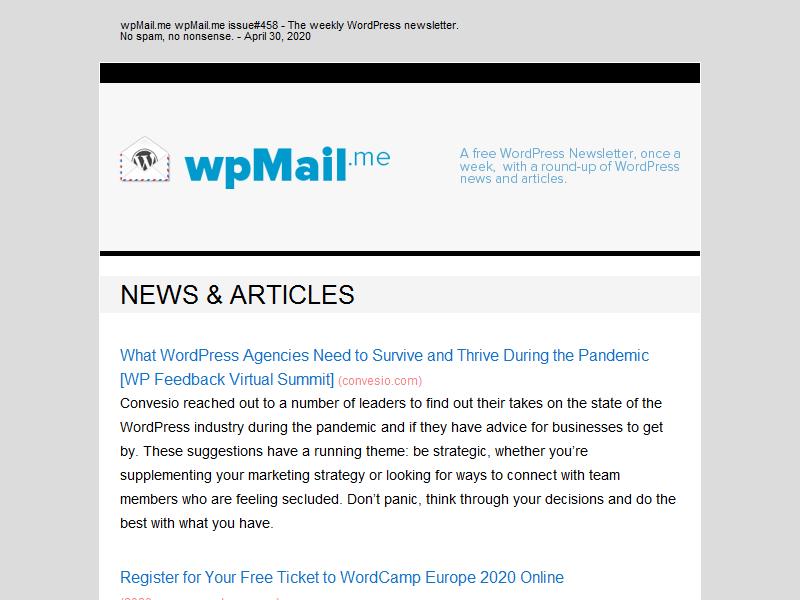 wpMail.me wpMail.me issue#458 - The weekly WordPress newsletter.
No spam, no nonsense. - April 30, 2020
wpMail.me
A free WordPress Newsletter, once a
week, with a round-up of WordPress
news and articles.
NEWS & ARTICLES
What WordPress Agencies Need to Survive and Thrive During the Pandemic
[WP Feedback Virtual Summit] (convesio.com)
Convesio reached out to a number of leaders to find out their takes on the state of the
WordPress industry during the pandemic and if they have advice for businesses to get
by. These suggestions have a running theme: be strategic, whether you're
supplementing your marketing strategy or looking for ways to connect with team
members who are feeling secluded. Don't panic, think through your decisions and do the
best with what you have.
Register for Your Free Ticket to WordCamp Europe 2020 Online